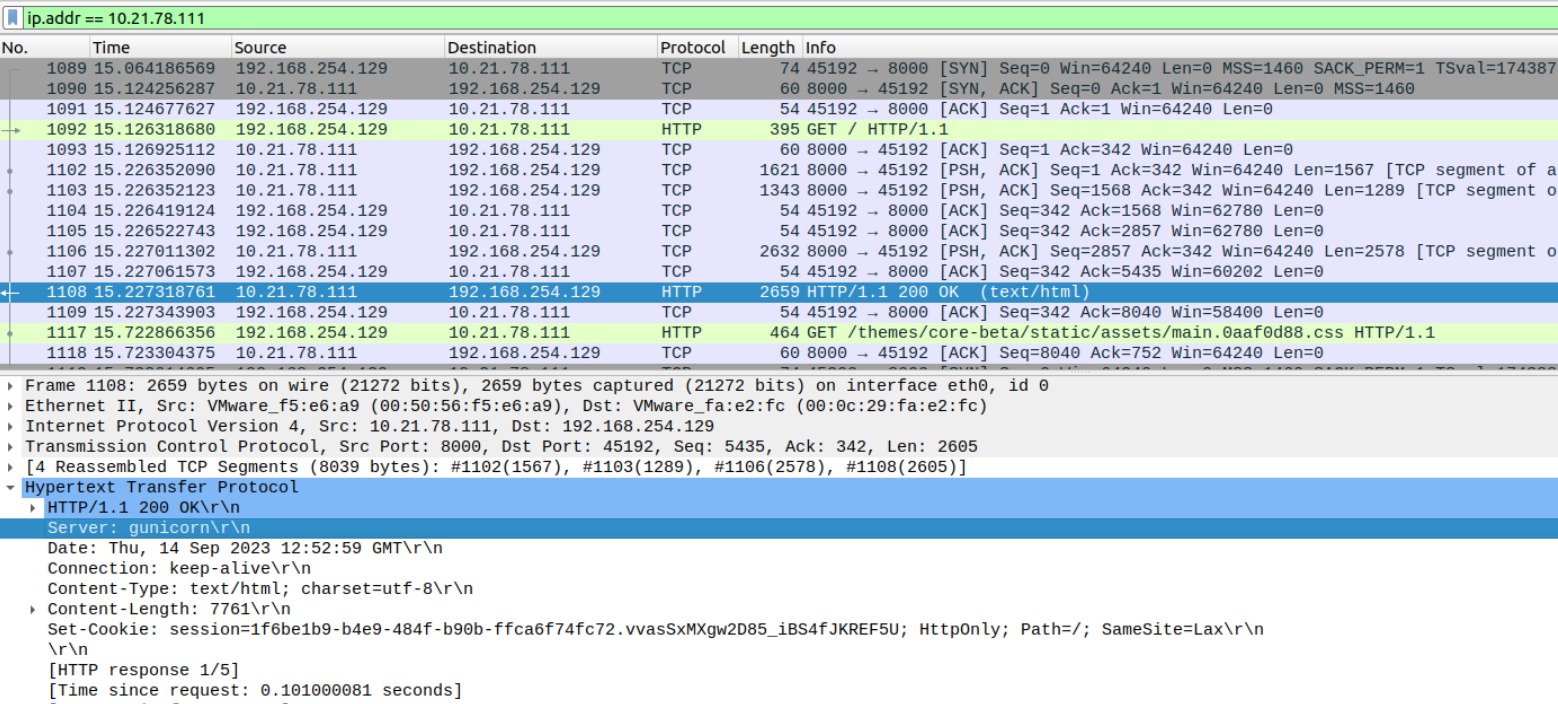 ip.addr == 10.21.78.111
No. Time Source Destination Protocol Length Info
1089 15.064186569 192.168.254.129 10.21.78.111 TCP 74 45192 → 8000 [SYN] Seq=0 Win=64240 Len=0 MSS=1460 SACK_PERM=1 TSval=174387
1090 15.124256287 10.21.78.111 192.168.254.129 TCP 60 8000 → 45192 [SYN, ACK] Seq=0 Ack=1 Win=64240 Len=0 MSS=1460
1091 15.124677627 192.168.254.129 10.21.78.111 TCP 54 45192 → 8000 [ACK] Seq=1 Ack=1 Win=64240 Len=0
1092 15.126318680 192.168.254.129 10.21.78.111 HTTP 395 GET / HTTP/1.1
1093 15.126925112 10.21.78.111 192.168.254.129 TCP 60 8000 → 45192 [ACK] Seq=1 Ack=342 Win=64240 Len=0
1102 15.226352090 10.21.78.111 192.168.254.129 TCP 1621 8000 → 45192 [PSH, ACK] Seq=1 Ack=342 Win=64240 Len=1567 [TCP segment of a
1103 15.226352123 10.21.78.111 192.168.254.129 TCP 1343 8000 → 45192 [PSH, ACK] Seq=1568 Ack=342 Win=64240 Len=1289 [TCP segment o
1104 15.226419124 192.168.254.129 10.21.78.111 TCP 54 45192 → 8000 [ACK] Seq=342 Ack=1568 Win=62780 Len=0
1105 15.226522743 192.168.254.129 10.21.78.111 TCP 54 45192 → 8000 [ACK] Seq=342 Ack=2857 Win=62780 Len=0
1106 15.227011302 10.21.78.111 192.168.254.129 TCP 2632 8000 → 45192 [PSH, ACK] Seq=2857 Ack=342 Win=64240 Len=2578 [TCP segment o
1107 15.227061573 192.168.254.129 10.21.78.111 TCP 54 45192 → 8000 [ACK] Seq=342 Ack=5435 Win=60202 Len=0
1108 15.227318761 10.21.78.111 192.168.254.129 HTTP 2659 HTTP/1.1 200 OK (text/html)
1109 15.227343903 192.168.254.129 10.21.78.111 TCP 54 45192 → 8000 [ACK] Seq=342 Ack=8040 Win=58400 Len=0
1117 15.722866356 192.168.254.129 10.21.78.111 HTTP 464 GET /themes/core-beta/static/assets/main.0aaf0d88.css HTTP/1.1
1118 15.723304375 10.21.78.111 192.168.254.129 TCP 60 8000 → 45192 [ACK] Seq=8040 Ack=752 Win=64240 Len=0
Frame 1108: 2659 bytes on wire (21272 bits), 2659 bytes captured (21272 bits) on interface eth0, id 0
Ethernet II, Src: VMware_f5:e6:a9 (00:50:56:f5:e6:a9), Dst: VMware_fa:e2:fc (00:0c:29:fa:e2:fc)
Internet Protocol Version 4, Src: 10.21.78.111, Dst: 192.168.254.129
Transmission Control Protocol, Src Port: 8000, Dst Port: 45192, Seq: 5435, Ack: 342, Len: 2605
[4 Reassembled TCP Segments (8039 bytes): #1102(1567), #1103(1289), #1106(2578), #1108(2605)]
Hypertext Transfer Protocol
HTTP/1.1 200 OK\r\n
Server: gunicorn\r\n
Date: Thu, 14 Sep 2023 12:52:59 GMT\r\n
Connection: keep-alive\r\n
Content-Type: text/html; charset=utf-8\r\n
Content-Length: 7761\r\n
Set-Cookie: session=1f6be1b9-b4e9-484f-b90b-ffca6f74fc72.vvasSxMXgw2D85_iBS4fJKREF5U; HttpOnly; Path=/; SameSite=Lax\r\n
\r\n
[HTTP response 1/5]
[Time since request: 0.101000081 seconds]